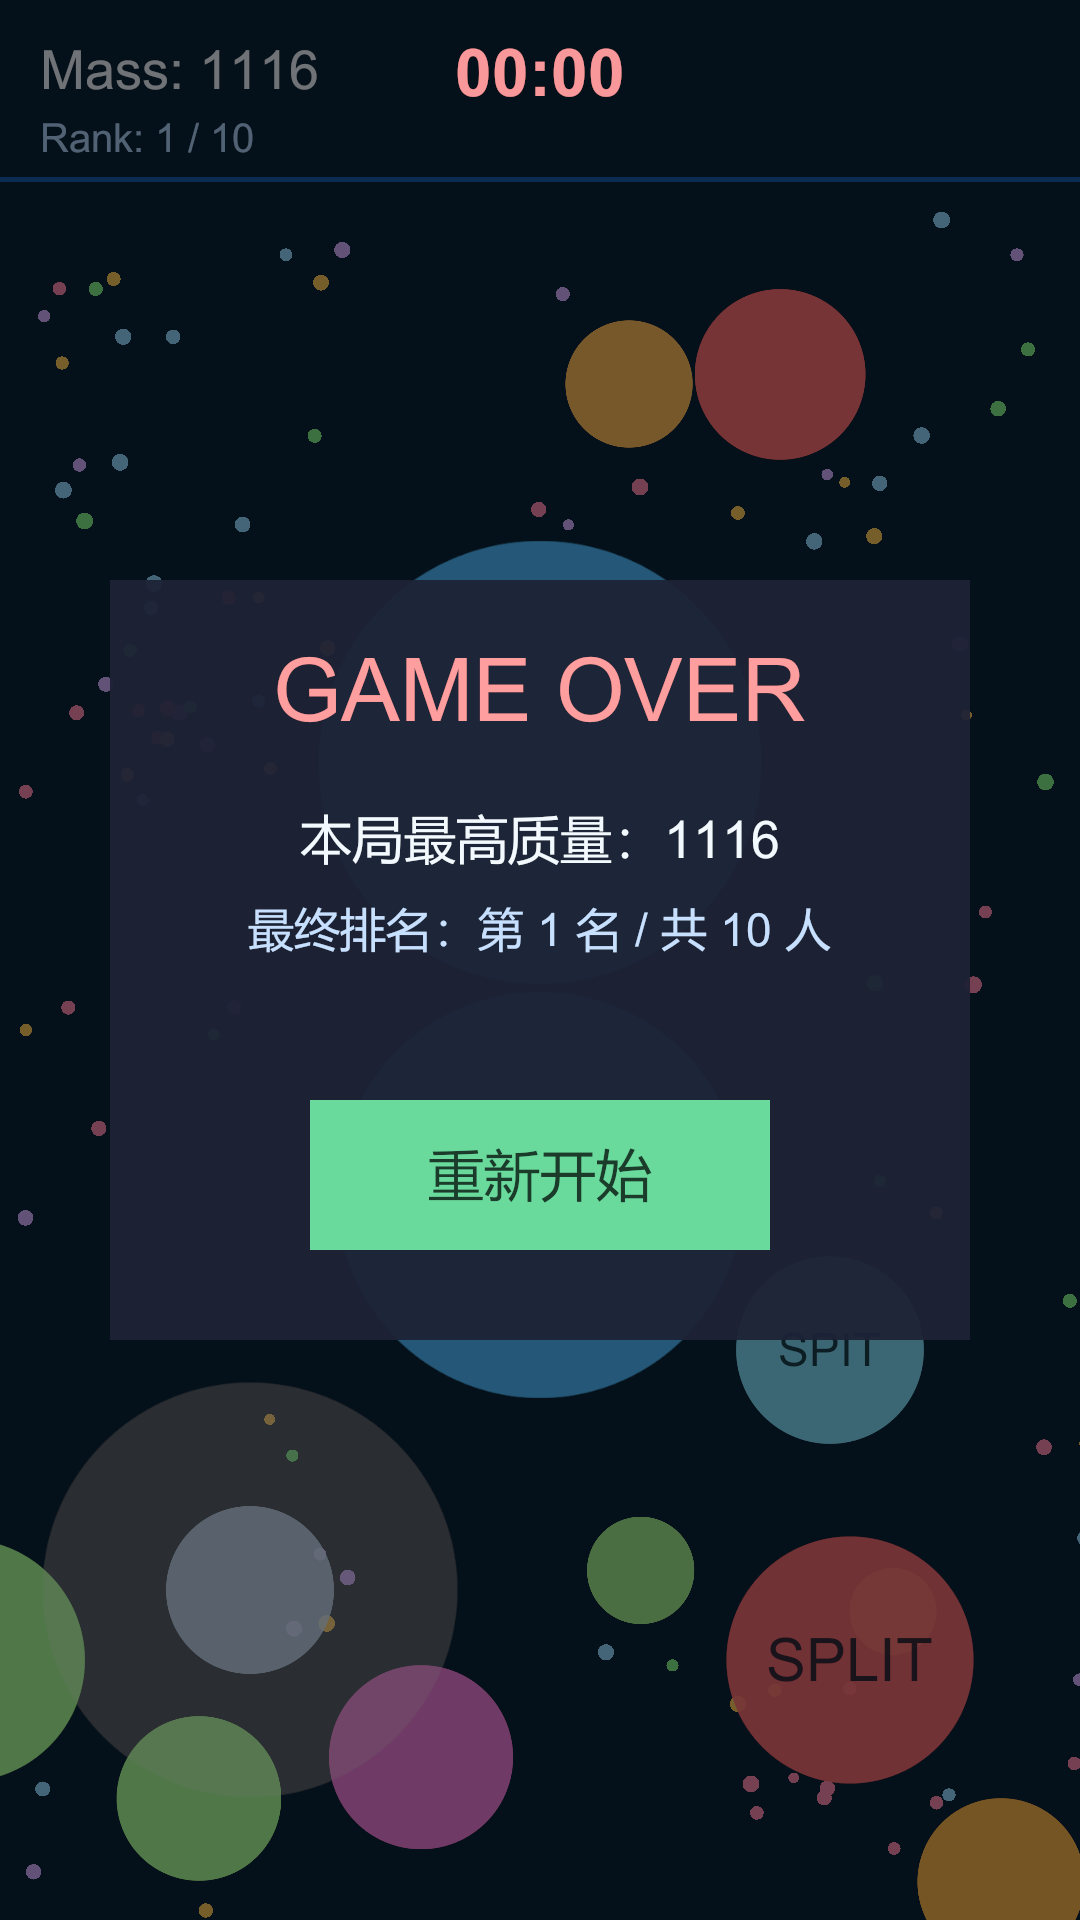 Mass: 1116
00:00
Rank: 1 / 10
GAME OVER
本局最高质量：1116
最终排名：第 1 名 / 共 10 人
重新开始
SPIT
SPLIT